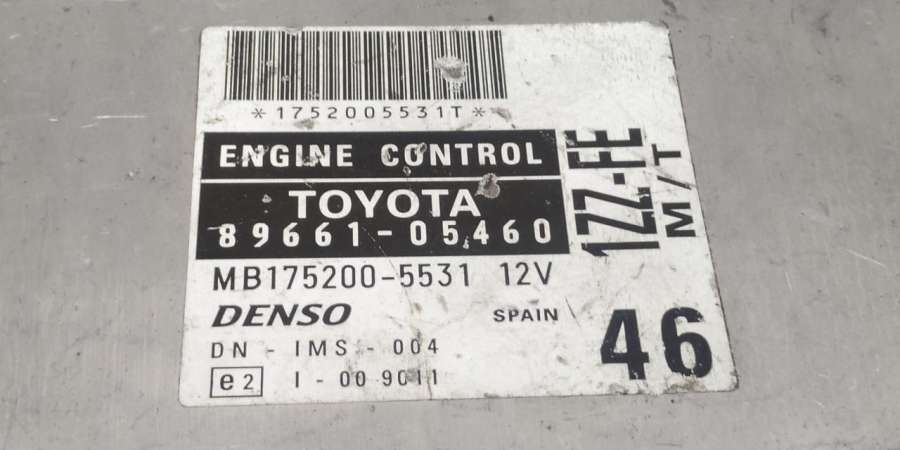 *1752005531T*
ENGINE CONTROL
TOYOTA
89661-05460
MB175200-5531 12V
DENSO SPAIN
DN - IMS - 004
e2 I - 00 9011
1ZZ-FE
M/T
46